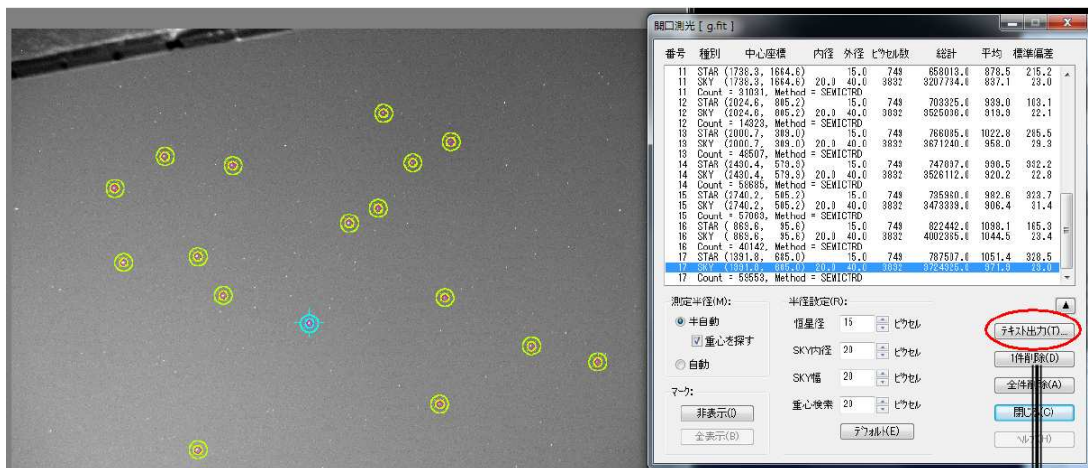 開口測光 [ g.fit ]
番号 種別 中心座標 内径 外径 ピクセル数 総計 平均 標準偏差
11 STAR (1738.3, 1664.6) 15.0 749 658013.0 878.5 215.2
11 SKY (1738.3, 1664.6) 20.0 40.0 3832 3207734.0 837.1 23.0
11 Count = 31031, Method = SEMICTRD
12 STAR (2024.6, 805.2) 15.0 749 703325.0 939.0 103.1
12 SKY (2024.6, 805.2) 20.0 40.0 3832 919.9 22.1
12 Count = 14323, Method = SEMICTRD
13 STAR (2000.7, 309.0) 15.0 749 766085.0 1022.8 285.5
13 SKY (2000.7, 309.0) 20.0 40.0 3832 3671240.0 958.0 29.3
13 Count = 48507, Method = SEMICTRD
14 STAR (2430.4, 579.9) 15.0 749 332.2
14 SKY (2430.4, 579.9) 20.0 40.0 3832 3526112.0 920.2 22.8
14 Count = 58685, Method = SEMICTRD
15 STAR (2740.2, 505.2) 15.0 749 735960.0 982.6 323.7
15 SKY (2740.2, 505.2) 20.0 40.0 3832 3473339.0 906.4 31.4
15 Count = 57063, Method = SEMICTRD
16 STAR ( 869.6, 95.6) 15.0 749 822442.0 1098.1 165.3
16 SKY ( 869.6, 95.6) 20.0 40.0 3832 4002365.0 1044.5 23.4
16 Count = 40142, Method = SEMICTRD
17 STAR (1391.8, 685.0) 15.0 749 787507.0 1051.4 328.5
17 SKY (1391.8, 685.0) 20.0 40.0 3832 3724925.0 971.9 23.0
17 Count = 59553, Method = SEMICTRD
測定半径(M):
半自動
重心を探す
自動
マーク:
非表示(I)
全表示(B)
半径設定(R):
恒星径 15 ピクセル
SKY内径 20 ピクセル
SKY幅 20 ピクセル
重心検索 20 ピクセル
デフォルト(E)
テキスト出力(T)...
1件削除(D)
全件削除(A)
閉じる(C)
ヘルプ(H)